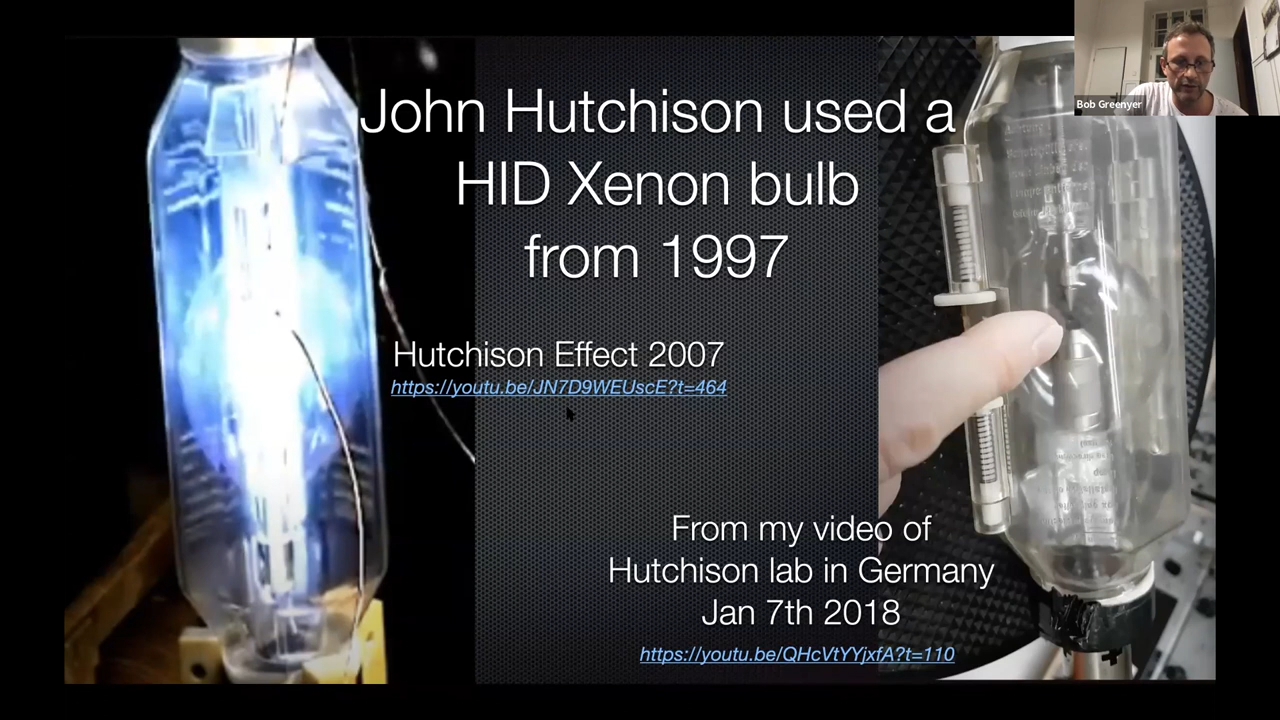 Bob Greenyer
John Hutchison used a
HID Xenon bulb
from 1997
Hutchison Effect 2007
https://youtu.be/JN7D9WEUscE?t=464
From my video of
Hutchison lab in Germany
Jan 7th 2018
https://youtu.be/QHcVtYYjxfA?t=110